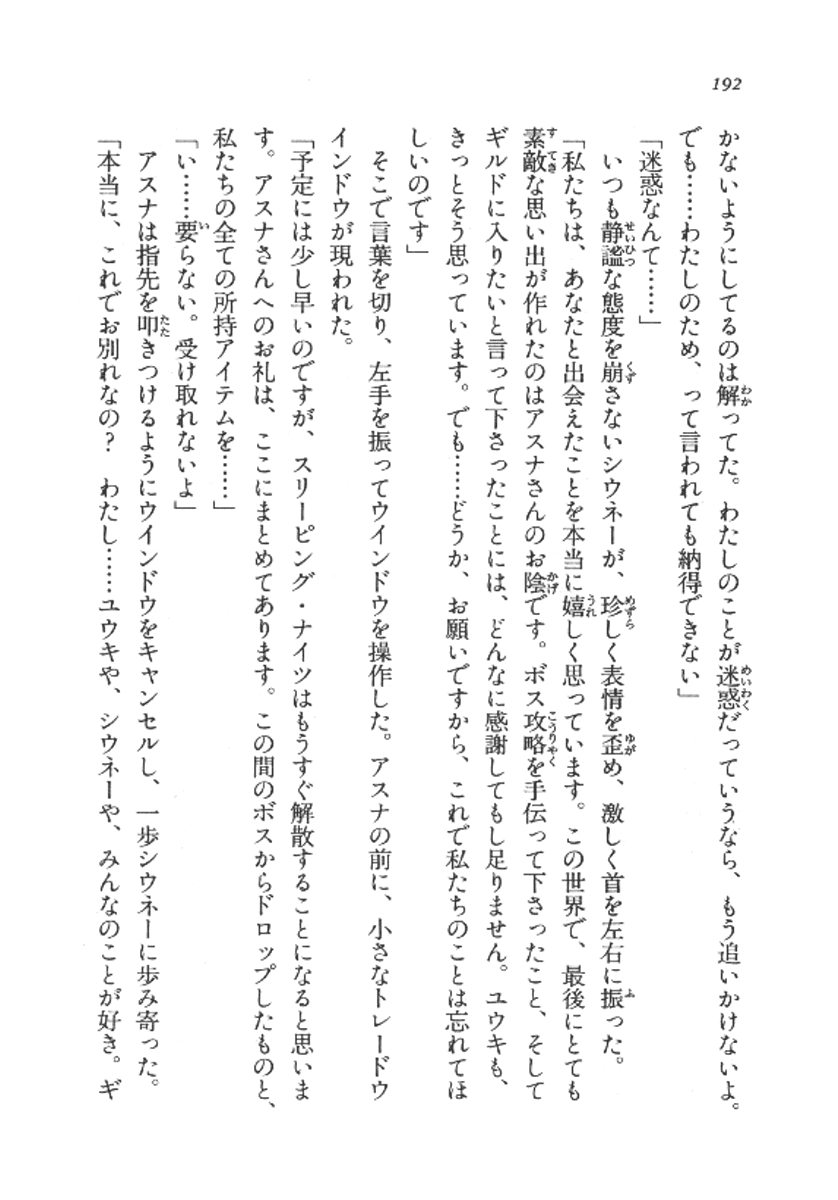 192
かないようにしてるのは解ってた。わたしのことが迷惑だっていうなら、もう追いかけないよ。
でも……わたしのため、って言われても納得できない」
「迷惑なんて……」
　いつも静謐な態度を崩さないシウネーが、珍しく表情を歪め、激しく首を左右に振った。
「私たちは、あなたと出会えたことを本当に嬉しく思っています。この世界で、最後にとても
素敵な思い出が作れたのはアスナさんのお陰です。ボス攻略を手伝って下さったこと、そして
ギルドに入りたいと言って下さったことには、どんなに感謝してもし足りません。ユウキも、
きっとそう思っています。でも……どうか、お願いですから、これで私たちのことは忘れてほ
しいのです」
　そこで言葉を切り、左手を振ってウインドウを操作した。アスナの前に、小さなトレードウ
インドウが現われた。
「予定には少し早いのですが、スリーピング・ナイツはもうすぐ解散することになると思いま
す。アスナさんへのお礼は、ここにまとめてあります。この間のボスからドロップしたものと、
私たちの全ての所持アイテムを……」
「い……要らない。受け取れないよ」
　アスナは指先を叩きつけるようにウインドウをキャンセルし、一歩シウネーに歩み寄った。
「本当に、これでお別れなの？　わたし……ユウキや、シウネーや、みんなのことが好き。ギ